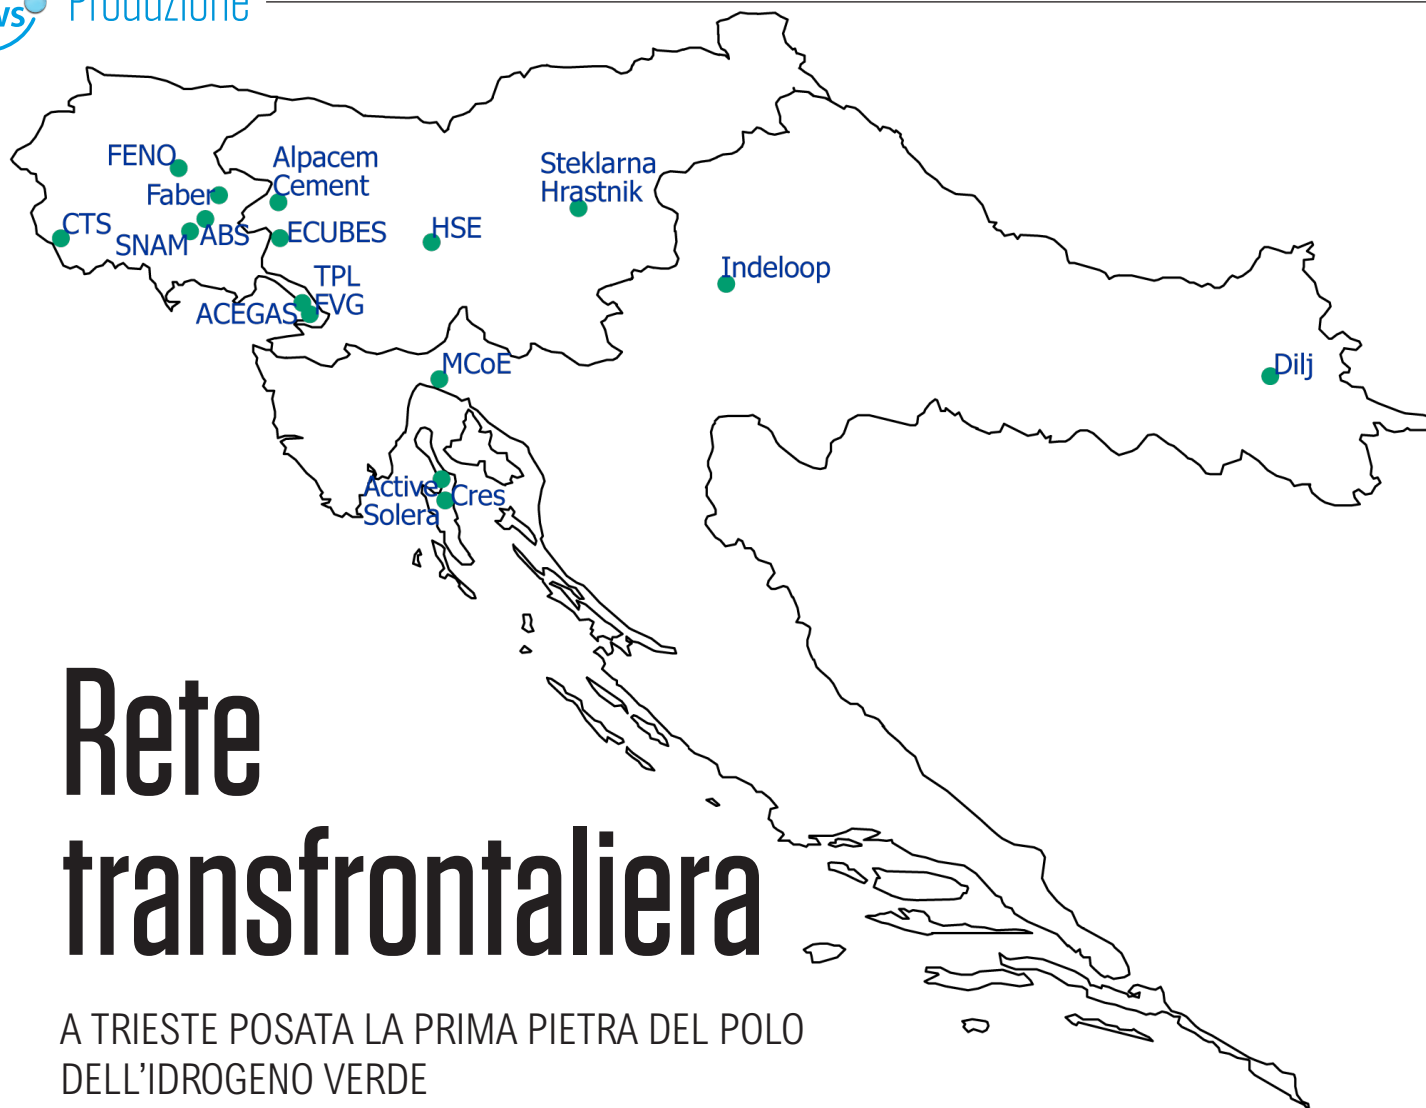 Produzione
FENO
Alpacem
Cement
Steklarna
Hrastnik
Faber
CTS
SNAM
ABS
ECUBES
HSE
Indeloop
TPL
FVG
ACEGAS
MCoE
Dilj
Active
Solera
Cres
Rete
transfrontaliera
A TRIESTE POSATA LA PRIMA PIETRA DEL POLO
DELL'IDROGENO VERDE